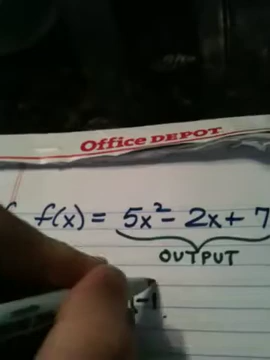 Office DEPOT
f(x) = 5x² - 2x + 7
OUTPUT